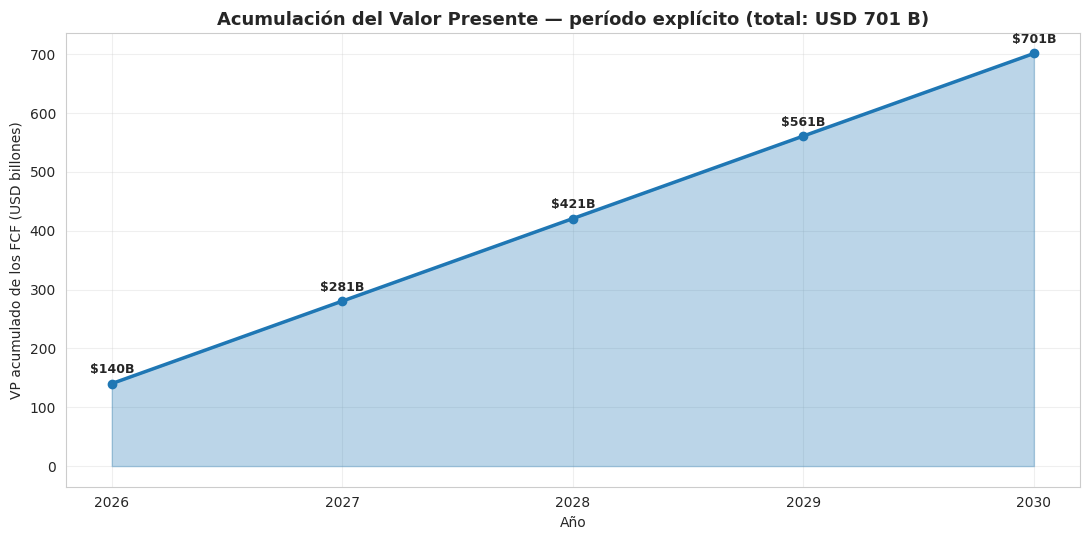 Acumulación del Valor Presente — período explícito (total: USD 701 B)
VP acumulado de los FCF (USD billones)
700
600
500
400
300
200
100
0
$140B
$281B
$421B
$561B
$701B
2026
2027
2028
2029
2030
Año